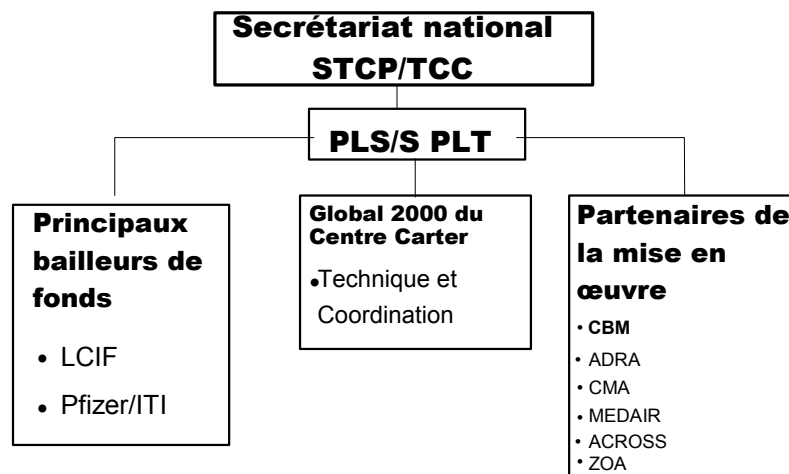 Secrétariat national
STCP/TCC
PLS/S PLT
Principaux
bailleurs de
fonds
• LCIF
• Pfizer/ITI
Global 2000 du
Centre Carter
•Technique et
Coordination
Partenaires de
la mise en
œuvre
• CBM
• ADRA
• CMA
• MEDAIR
• ACROSS
• ZOA